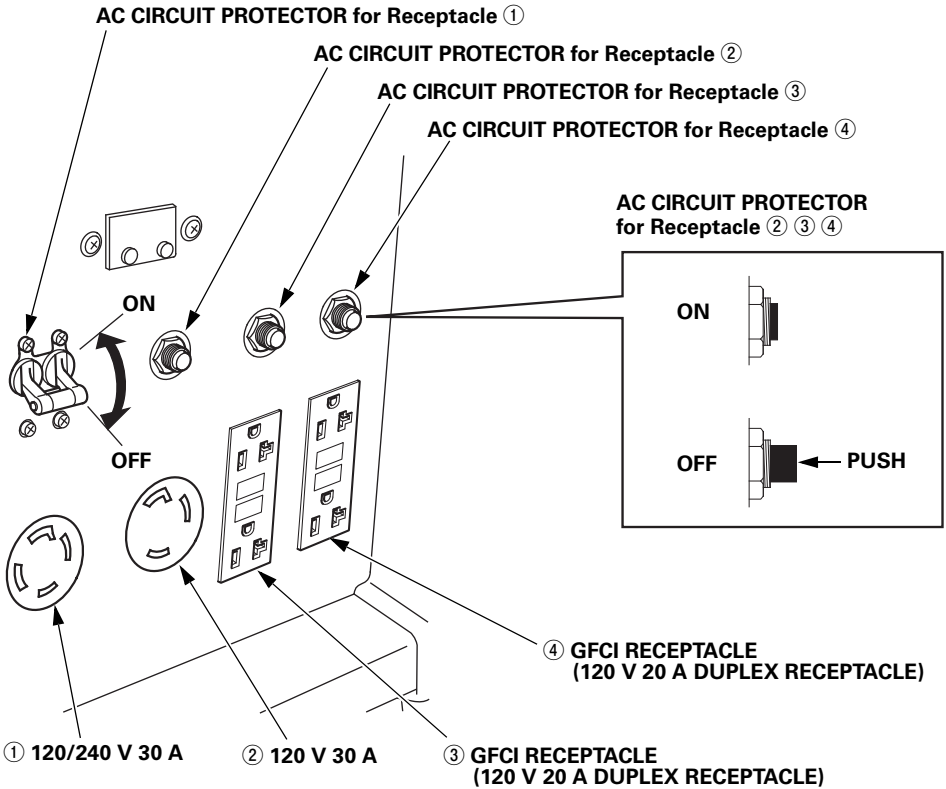 AC CIRCUIT PROTECTOR for Receptacle ①
AC CIRCUIT PROTECTOR for Receptacle ②
AC CIRCUIT PROTECTOR for Receptacle ③
AC CIRCUIT PROTECTOR for Receptacle ④
AC CIRCUIT PROTECTOR
for Receptacle ② ③ ④
ON
ON
OFF
OFF
PUSH
④ GFCI RECEPTACLE
(120 V 20 A DUPLEX RECEPTACLE)
① 120/240 V 30 A
② 120 V 30 A
③ GFCI RECEPTACLE
(120 V 20 A DUPLEX RECEPTACLE)